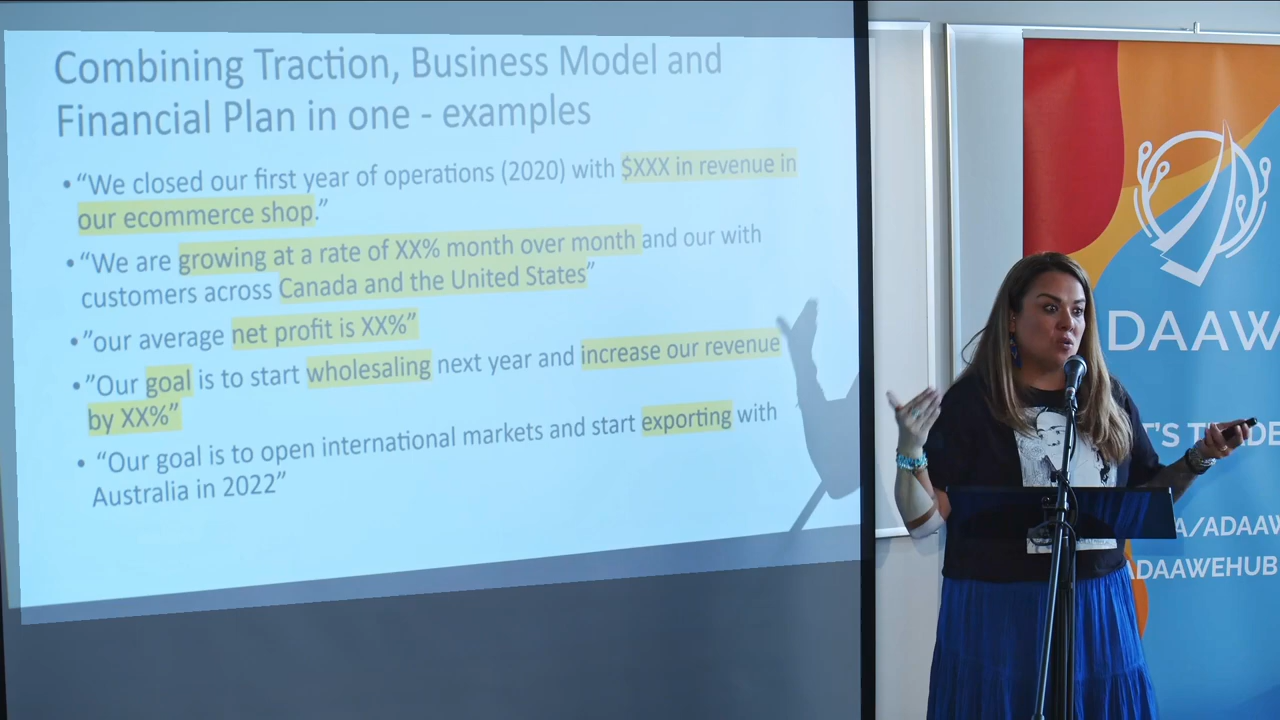 Combining Traction, Business Model and
Financial Plan in one - examples
• “We closed our first year of operations (2020) with $XXX in revenue in
our ecommerce shop.”
• “We are growing at a rate of XX% month over month and our with
customers across Canada and the United States”
• ”our average net profit is XX%”
• ”Our goal is to start wholesaling next year and increase our revenue
by XX%”
• “Our goal is to open international markets and start exporting with
Australia in 2022”
DAAW
A/ADAAW
DAAWEHUB